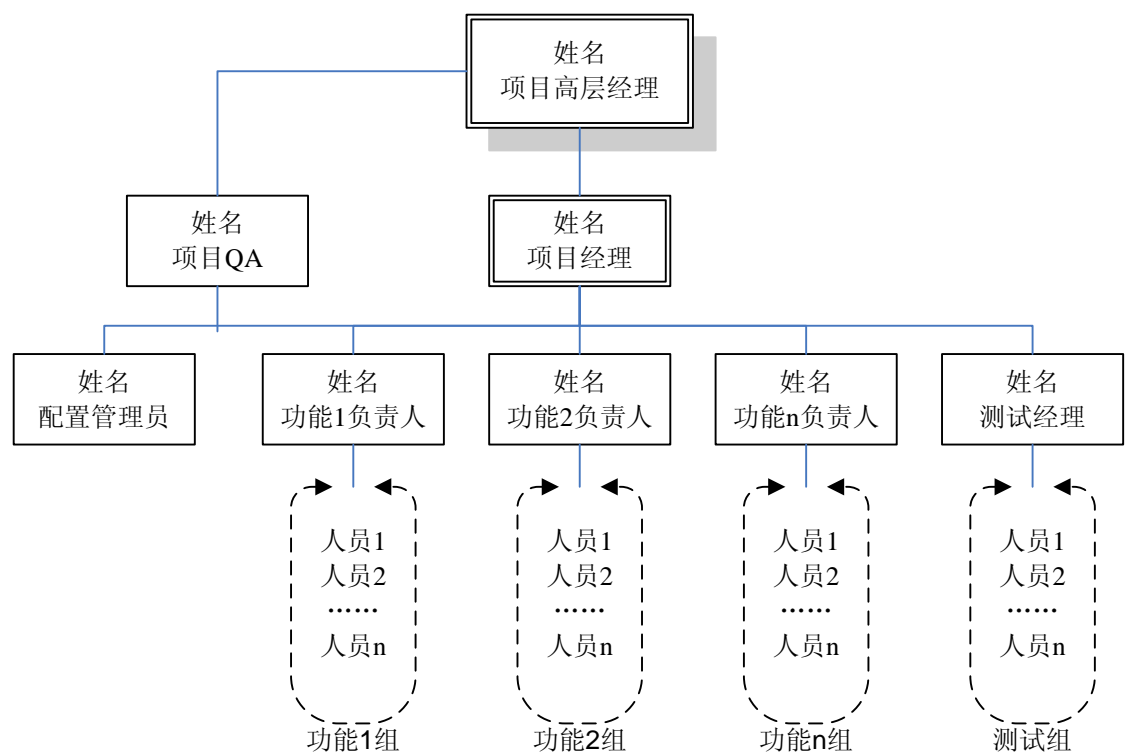 姓名
项目高层经理
姓名
项目QA
姓名
项目经理
姓名
配置管理员
姓名
功能1负责人
姓名
功能2负责人
姓名
功能n负责人
姓名
测试经理
人员1
人员2
……
人员n
功能1组
人员1
人员2
……
人员n
功能2组
人员1
人员2
……
人员n
功能n组
人员1
人员2
……
人员n
测试组